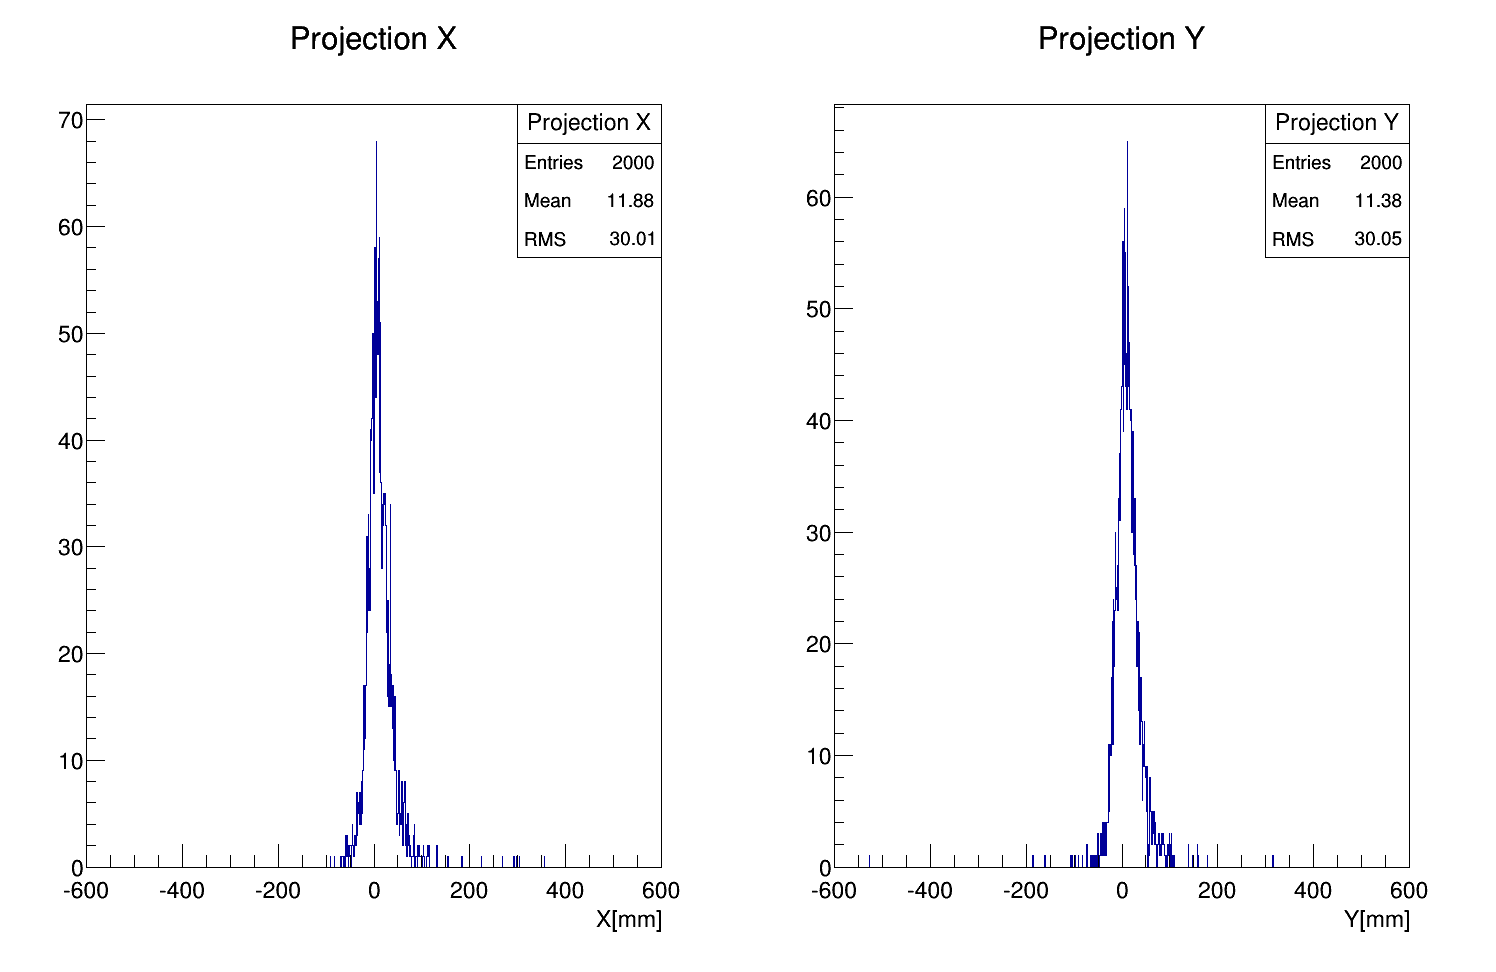 Projection X
Projection X
Entries 2000
Mean 11.88
RMS 30.01
70
60
50
40
30
20
10
0
-600 -400 -200 0 200 400 600
X[mm]
Projection Y
Projection Y
Entries 2000
Mean 11.38
RMS 30.05
60
50
40
30
20
10
0
-600 -400 -200 0 200 400 600
Y[mm]